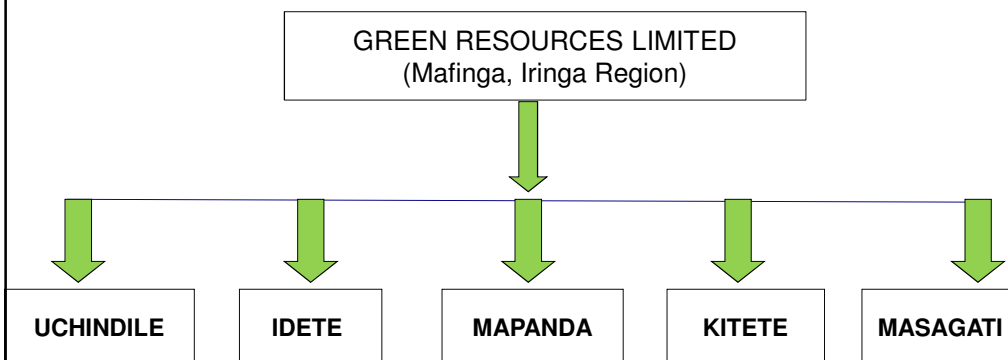 GREEN RESOURCES LIMITED
(Mafinga, Iringa Region)
UCHINDILE
IDETE
MAPANDA
KITETE
MASAGATI